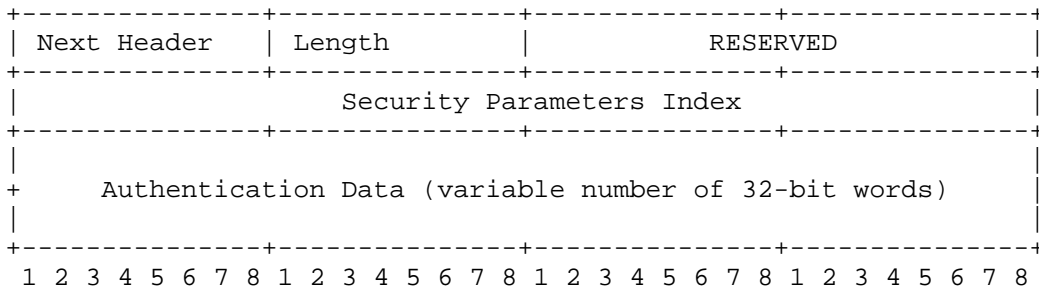 Next Header Length RESERVED
Security Parameters Index
Authentication Data (variable number of 32-bit words)
1 2 3 4 5 6 7 8 1 2 3 4 5 6 7 8 1 2 3 4 5 6 7 8 1 2 3 4 5 6 7 8